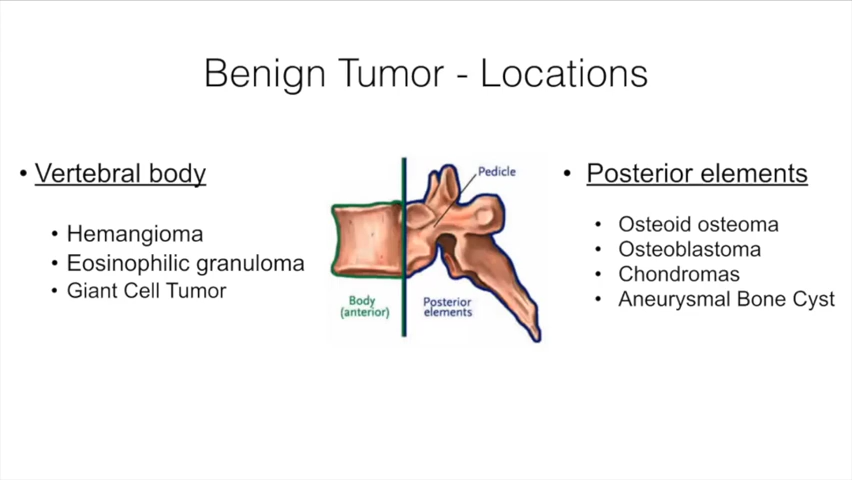 Benign Tumor - Locations
• Vertebral body
• Hemangioma
• Eosinophilic granuloma
• Giant Cell Tumor
Pedicle
Body
(anterior)
Posterior
elements
• Posterior elements
• Osteoid osteoma
• Osteoblastoma
• Chondromas
• Aneurysmal Bone Cyst